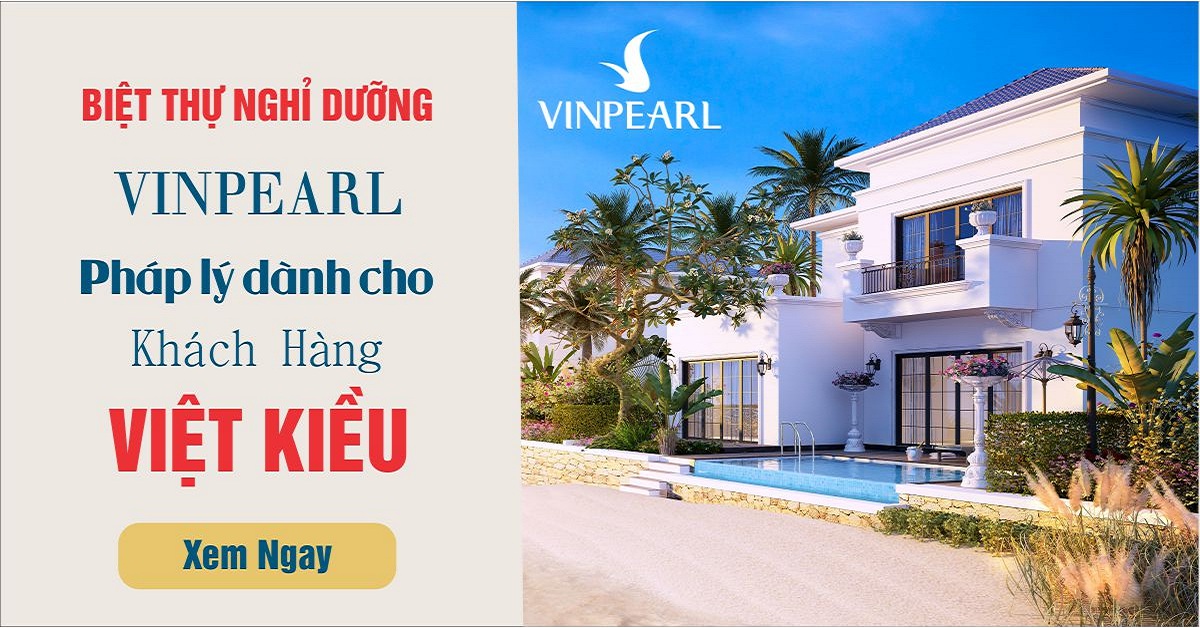 BIỆT THỰ NGHỈ DƯỠNG
VINPEARL
Pháp lý dành cho
Khách Hàng
VIỆT KIỀU
Xem Ngay
VINPEARL